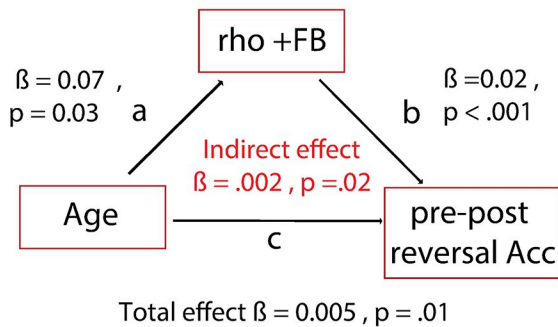 rho +FB
ß = 0.07 ,
p = 0.03
a
ß =0.02 ,
p < .001
b
Indirect effect
ß = .002 , p =.02
Age
c
pre-post
reversal Acc
Total effect ß = 0.005 , p = .01